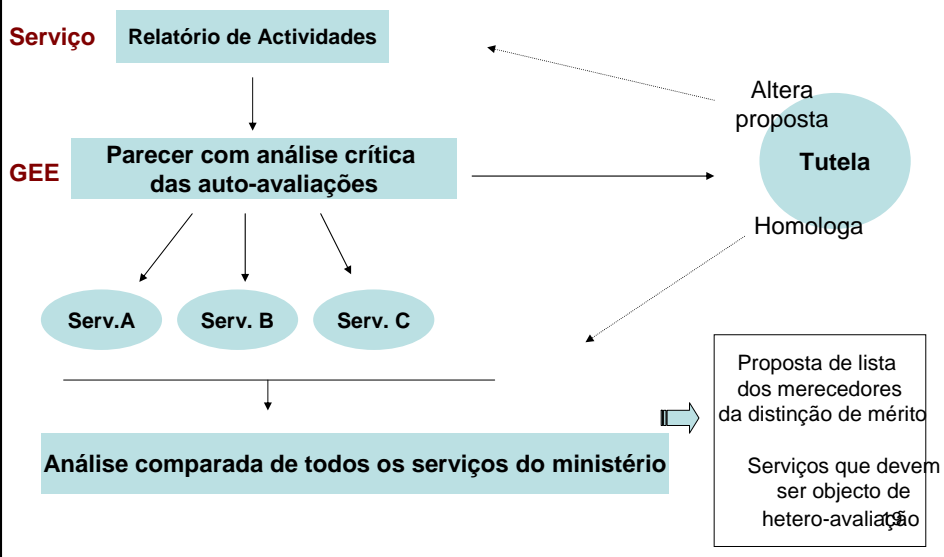 Serviço
Relatório de Actividades
Altera
proposta
Tutela
GEE
Parecer com análise crítica
das auto-avaliações
Homologa
Serv.A
Serv. B
Serv. C
Proposta de lista
dos merecedores
da distinção de mérito
Análise comparada de todos os serviços do ministério
Serviços que devem
ser objecto de
hetero-avaliação
19